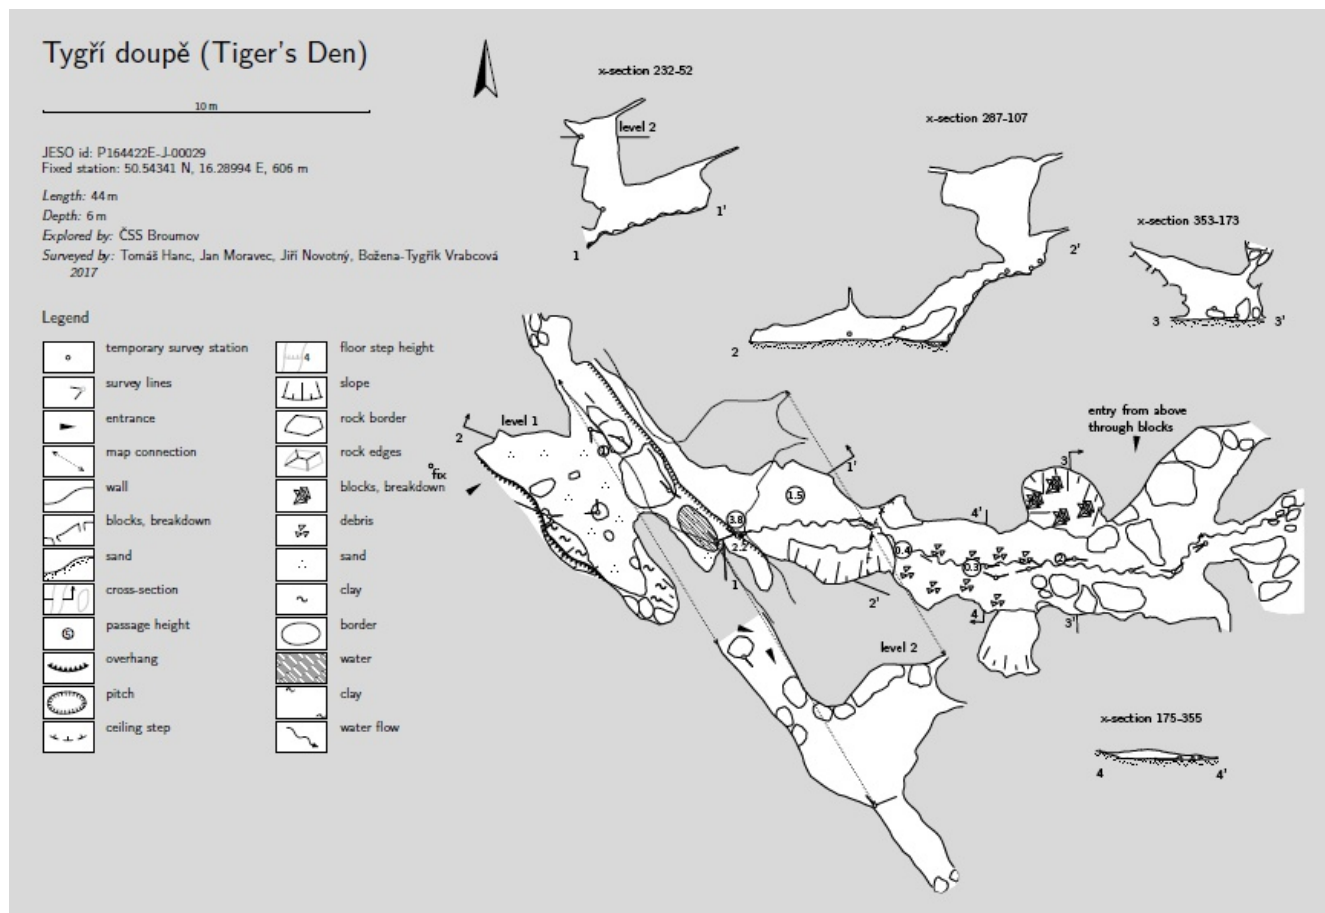 Tygří doupě (Tiger's Den)
10 m
JESO id: P164422E-J-00029
Fixed station: 50.54341 N, 16.28994 E, 606 m
Length: 44 m
Depth: 6 m
Explored by: ČSS Broumov
Surveyed by: Tomáš Hanc, Jan Moravec, Jiří Novotný, Božena-Tygřík Vrabcová
2017
Legend
temporary survey station
survey lines
entrance
map connection
wall
blocks, breakdown
sand
cross-section
5
passage height
overhang
pitch
ceiling step
4
floor step height
slope
rock border
rock edges
blocks, breakdown
debris
sand
clay
border
water
clay
water flow
x-section 232-52
level 2
1
1'
x-section 287-107
2
2'
x-section 353-173
3
3'
level 1
2
fix
1
1.5
3.8
2.2
1
1'
2'
0.4
0.3
2
4'
4
3
3'
entry from above
through blocks
level 2
x-section 175-355
4
4'